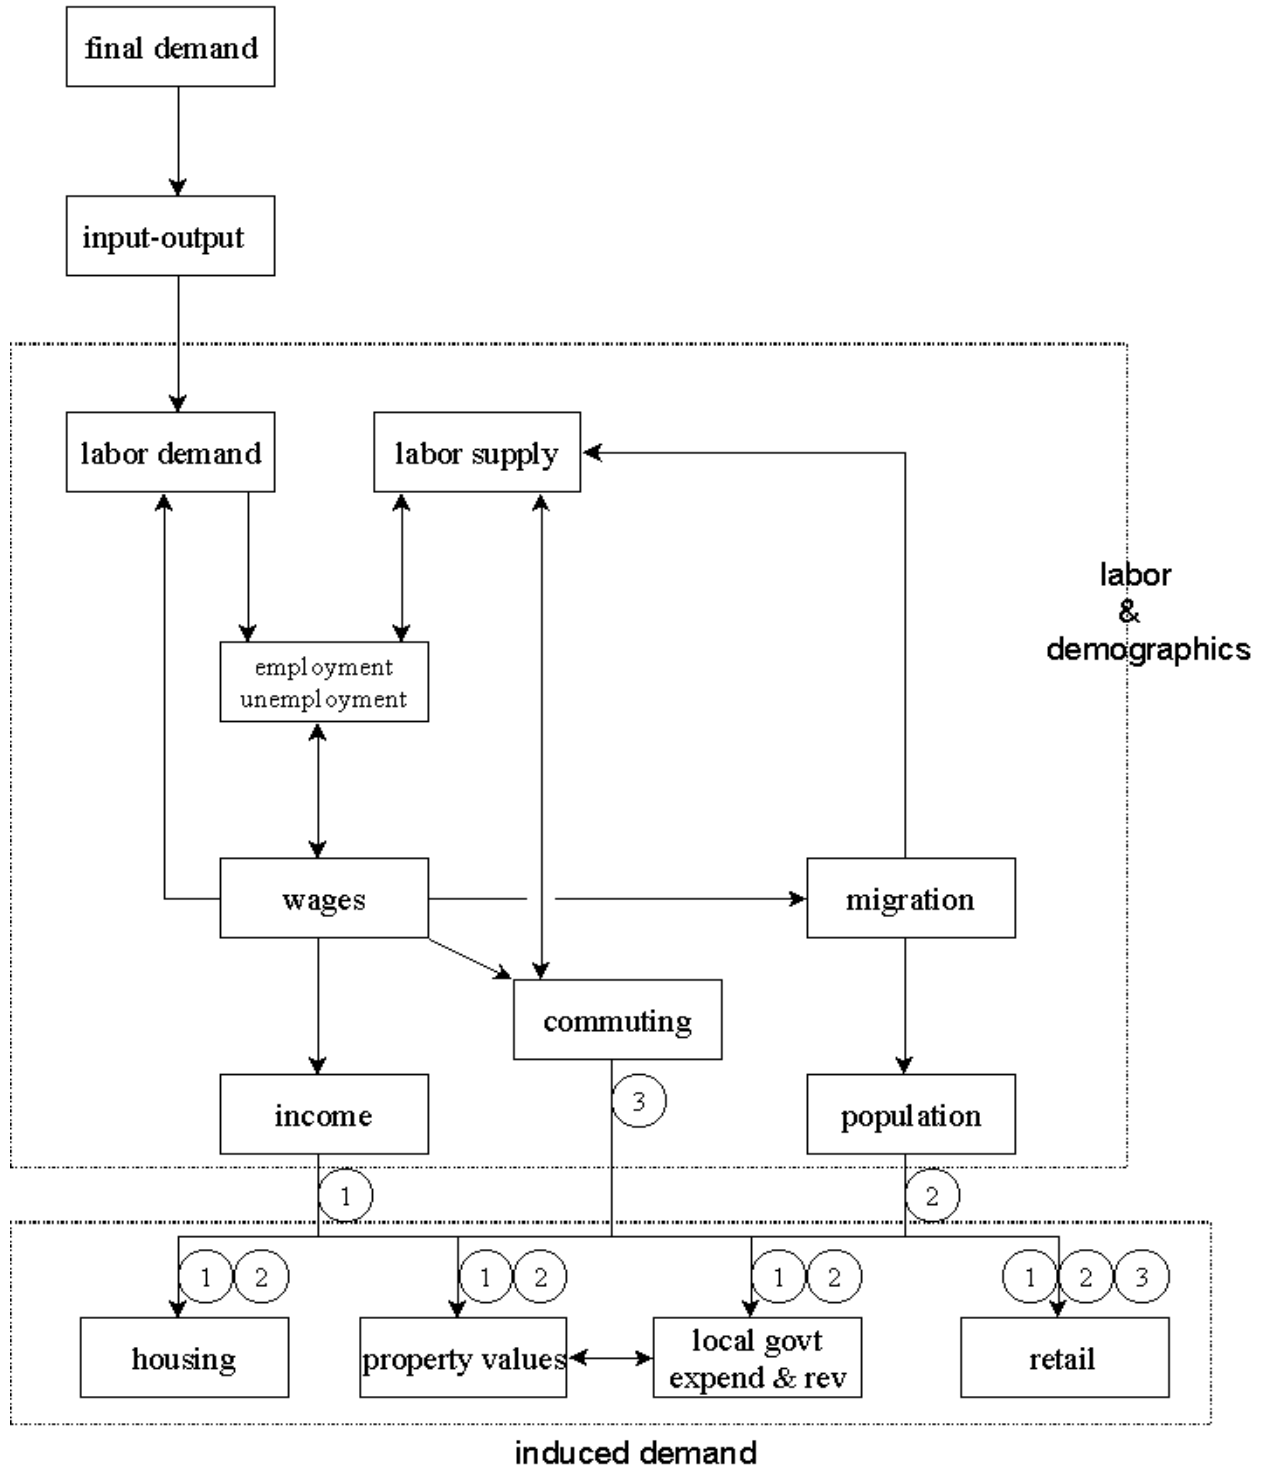 final demand
input-output
labor demand
labor supply
labor
&
demographics
employment
unemployment
wages
migration
commuting
income
3
population
1
2
1 2
1 2
1 2
1 2 3
housing
property values
local govt
expend & rev
retail
induced demand